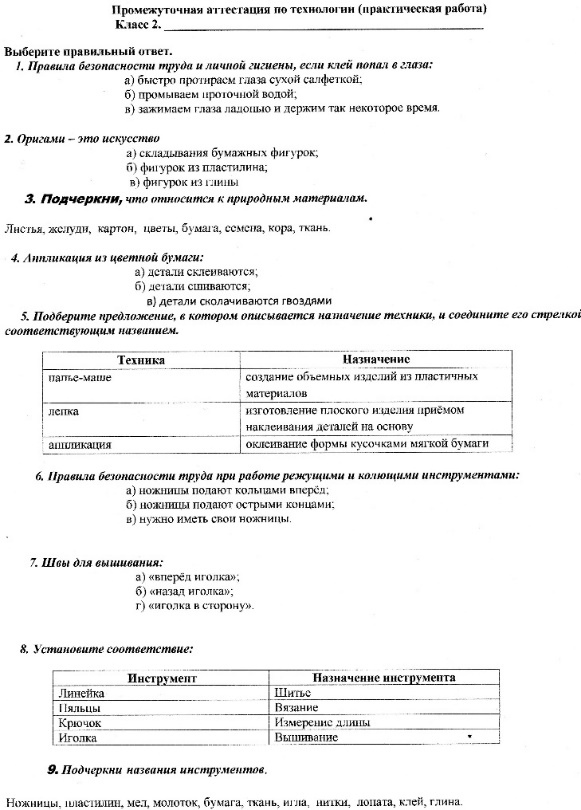 Промежуточная аттестация по технологии (практическая работа)
Класс 2. ______________________________________________
Выберите правильный ответ.
1. Правила безопасности труда и личной гигиены, если клей попал в глаза:
а) быстро протираем глаза сухой салфеткой;
б) промываем проточной водой;
в) зажимаем глаза ладонью и держим так некоторое время.
2. Оригами – это искусство
а) складывания бумажных фигурок;
б) фигурок из пластилина;
в) фигурок из глины
3. Подчеркни, что относится к природным материалам.
Листья, желуди, картон, цветы, бумага, семена, кора, ткань.
4. Аппликация из цветной бумаги:
а) детали склеиваются;
б) детали сшиваются;
в) детали сколачиваются гвоздями
5. Подберите предложение, в котором описывается назначение техники, и соедините его стрелкой
соответствующим названием.
Техника Назначение
папье-маше создание объемных изделий из пластичных
материалов
лепка изготовление плоского изделия приёмом
наклеивания деталей на основу
аппликация оклеивание формы кусочками мягкой бумаги
6. Правила безопасности труда при работе режущими и колющими инструментами:
а) ножницы подают кольцами вперёд;
б) ножницы подают острыми концами;
в) нужно иметь свои ножницы.
7. Швы для вышивания:
а) «вперёд иголка»;
б) «назад иголка»;
г) «иголка в сторону».
8. Установите соответствие:
Инструмент Назначение инструмента
Линейка Шитье
Пяльцы Вязание
Крючок Измерение длины
Иголка Вышивание
9. Подчеркни названия инструментов.
Ножницы, пластилин, мел, молоток, бумага, ткань, игла, нитки, лопата, клей, глина.